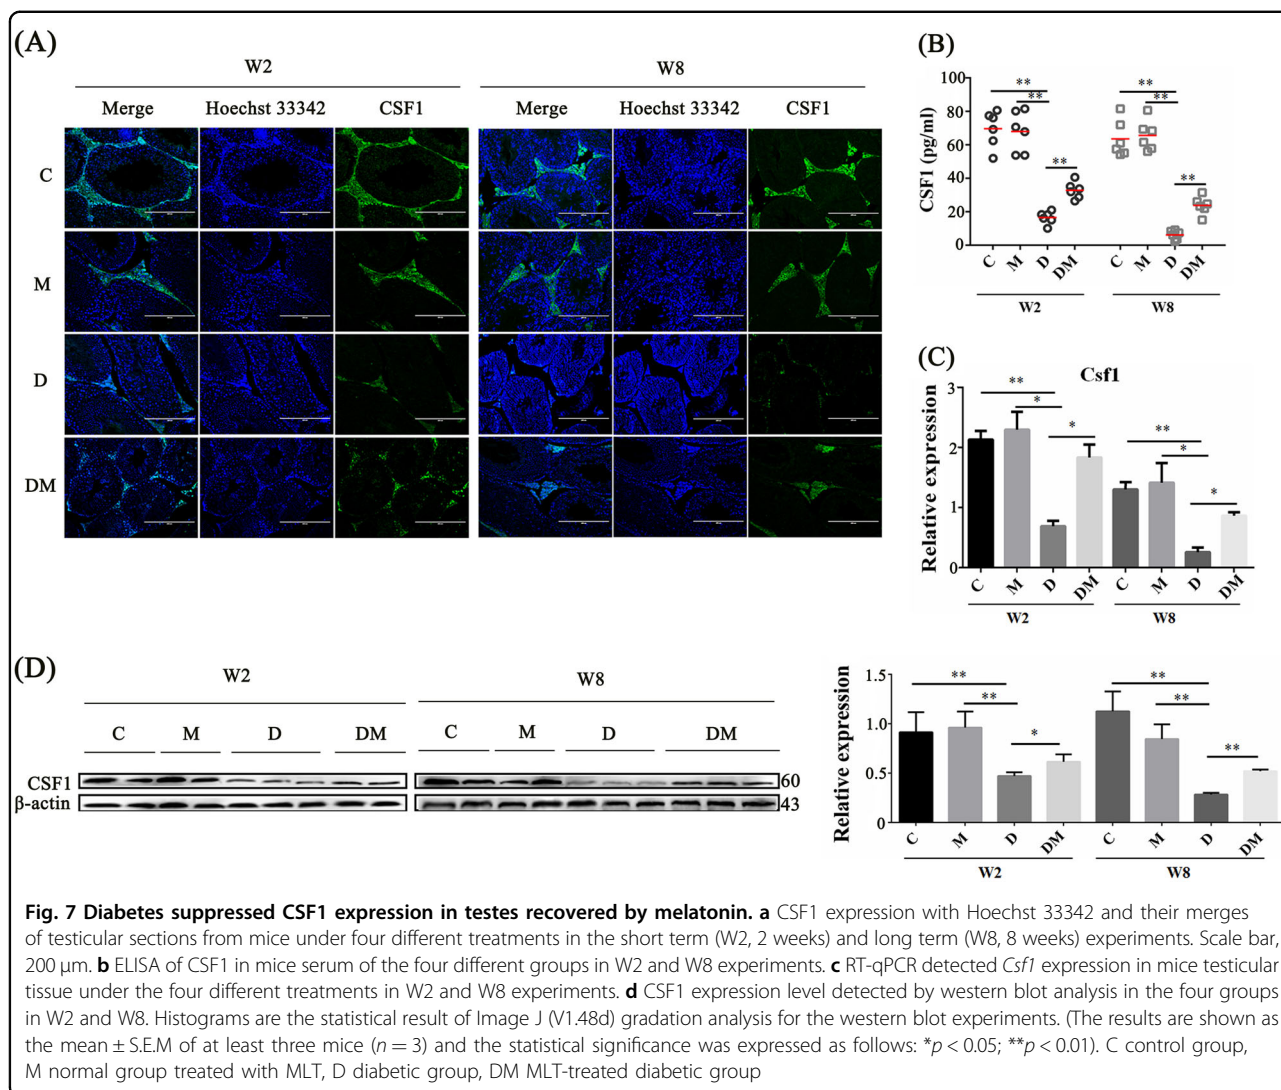 (A)
W2
W8
Merge Hoechst 33342 CSF1
Merge Hoechst 33342 CSF1
C
M
D
DM
(B)
CSF1 (pg/ml)
100
80
60
40
20
0
** ** **
** ** **
C M D DM
C M D DM
W2
W8
(C)
Csf1
Relative expression
3
2
1
0
** * *
** * *
C M D DM
C M D DM
W2
W8
(D)
W2
W8
C M D DM
C M D DM
CSF1 60
β-actin 43
Relative expression
1.5
1.0
0.5
0
** ** *
** ** **
C M D DM
C M D DM
W2
W8
Fig. 7 Diabetes suppressed CSF1 expression in testes recovered by melatonin. a CSF1 expression with Hoechst 33342 and their merges
of testicular sections from mice under four different treatments in the short term (W2, 2 weeks) and long term (W8, 8 weeks) experiments. Scale bar,
200 μm. b ELISA of CSF1 in mice serum of the four different groups in W2 and W8 experiments. c RT-qPCR detected Csf1 expression in mice testicular
tissue under the four different treatments in W2 and W8 experiments. d CSF1 expression level detected by western blot analysis in the four groups
in W2 and W8. Histograms are the statistical result of Image J (V1.48d) gradation analysis for the western blot experiments. (The results are shown as
the mean ± S.E.M of at least three mice (n = 3) and the statistical significance was expressed as follows: *p < 0.05; **p < 0.01). C control group,
M normal group treated with MLT, D diabetic group, DM MLT-treated diabetic group